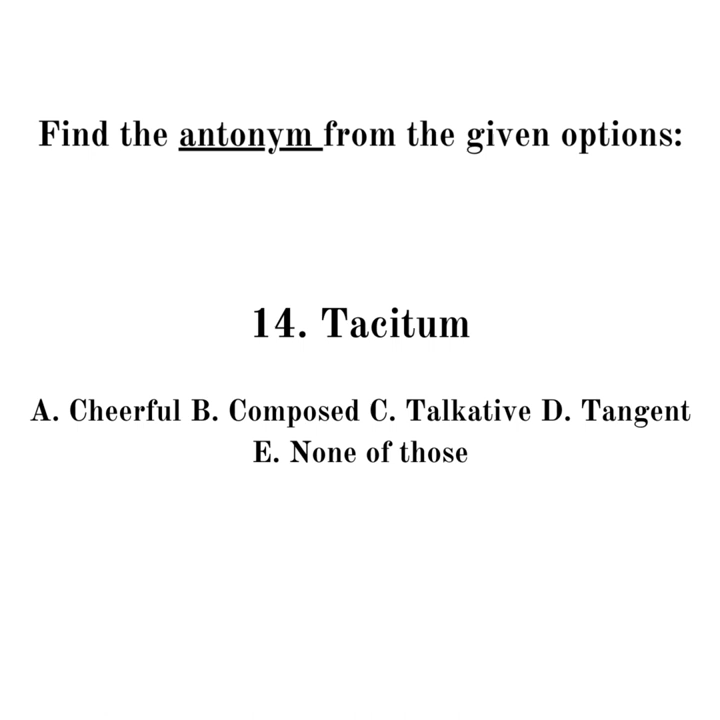 Find the antonym from the given options:
14. Tacitum
A. Cheerful B. Composed C. Talkative D. Tangent
E. None of those